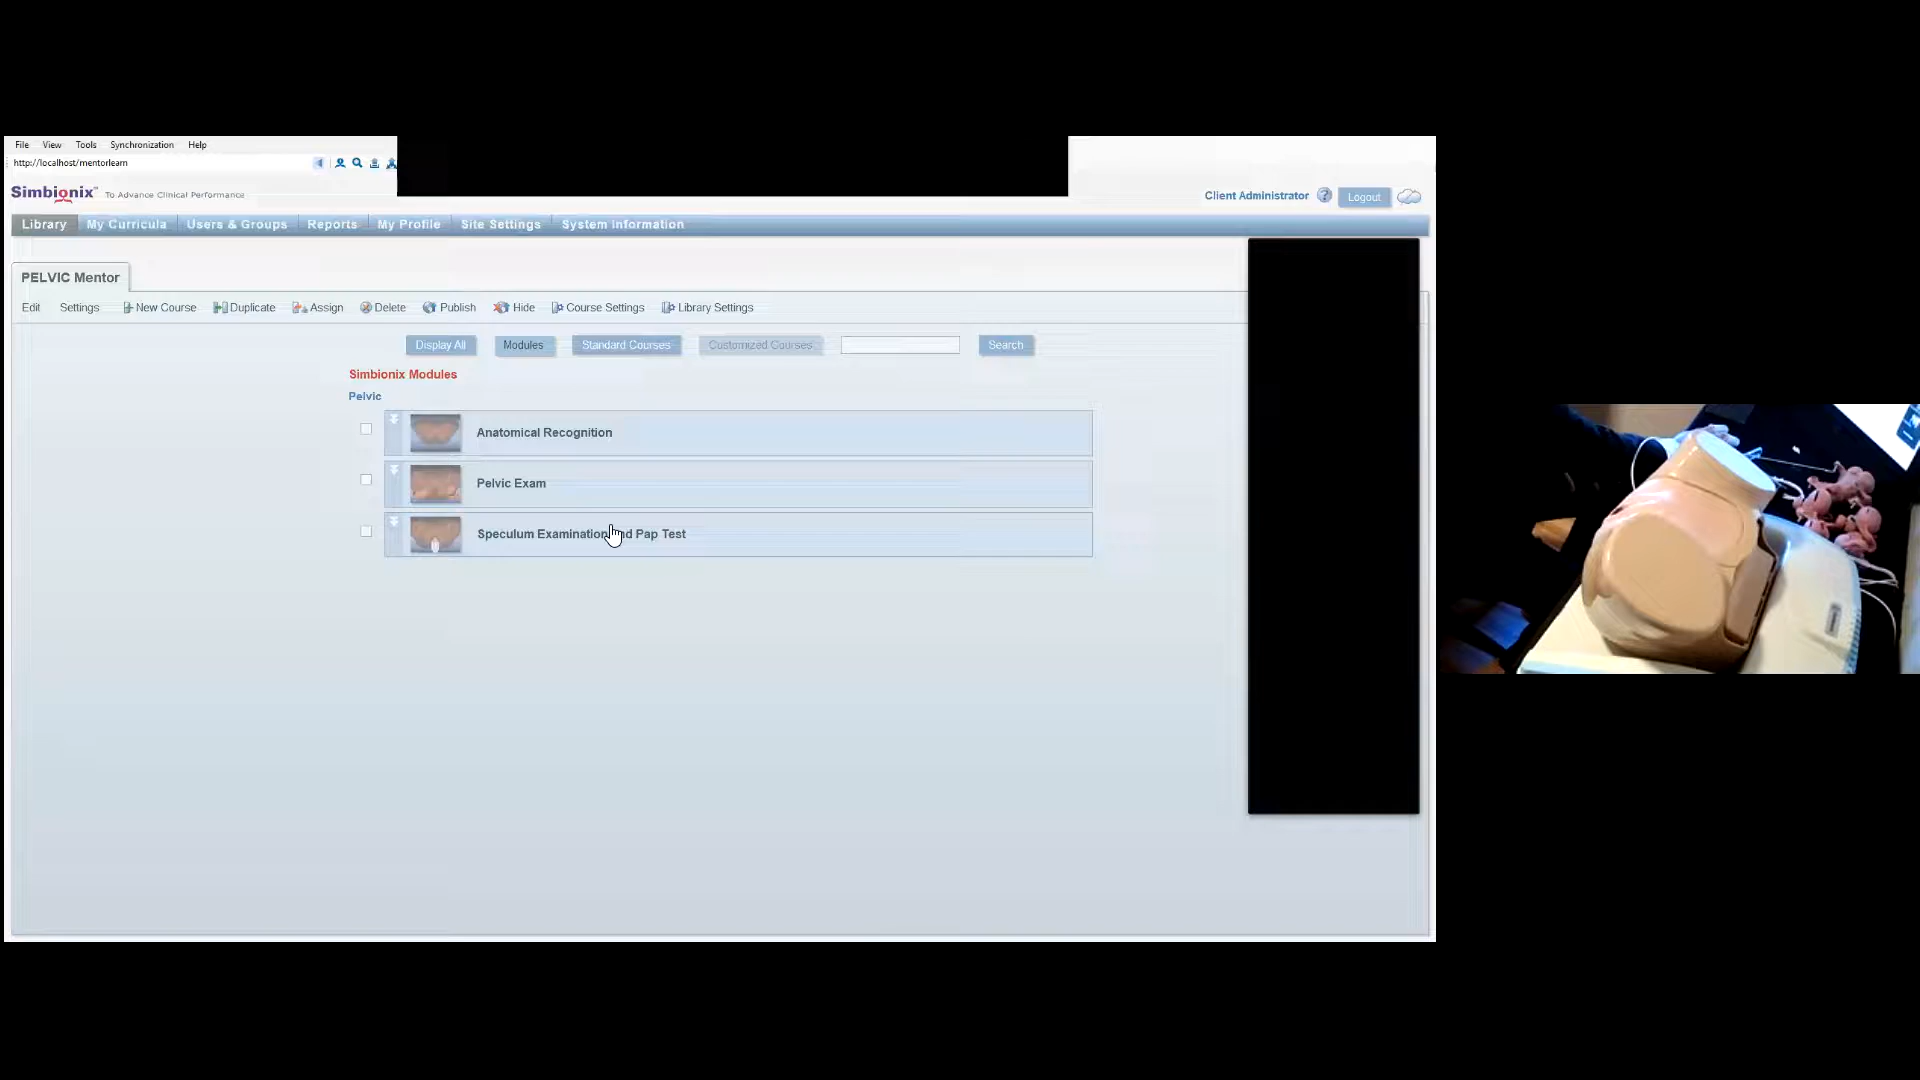 File View Tools Synchronization Help
http://localhost/mentorlearn
Simbionix™ To Advance Clinical Performance
Client Administrator ? Logout
Library My Curricula Users & Groups Reports My Profile Site Settings System Information
PELVIC Mentor
Edit Settings New Course Duplicate Assign Delete Publish Hide Course Settings Library Settings
Display All Modules Standard Courses Customized Courses Search
Simbionix Modules
Pelvic
Anatomical Recognition
Pelvic Exam
Speculum Examination Pap Test